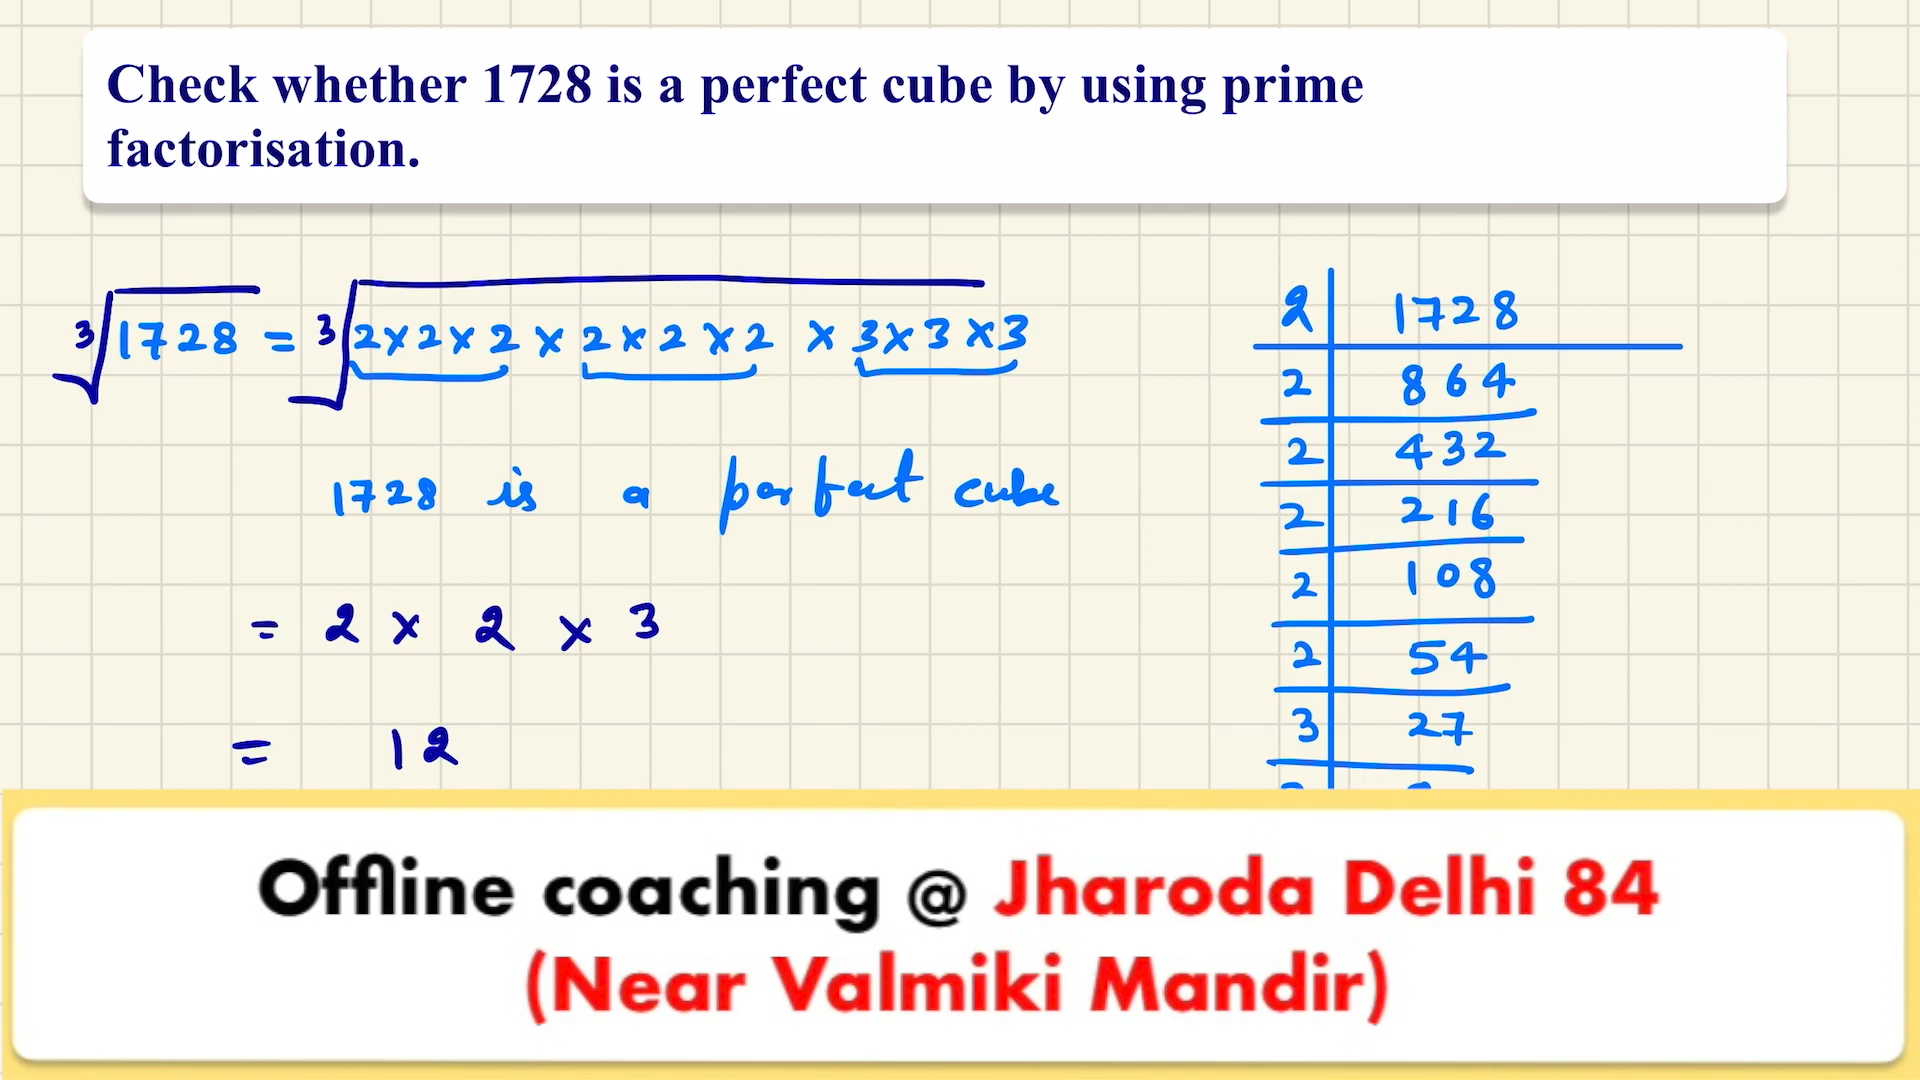 Check whether 1728 is a perfect cube by using prime
factorisation.
∛1728 = ∛2×2×2 × 2×2×2 × 3×3×3
1728 is a perfect cube
= 2 × 2 × 3
= 12
2 1728
2 864
2 432
2 216
2 108
2 54
3 27
Offline coaching @ Jharoda Delhi 84
(Near Valmiki Mandir)